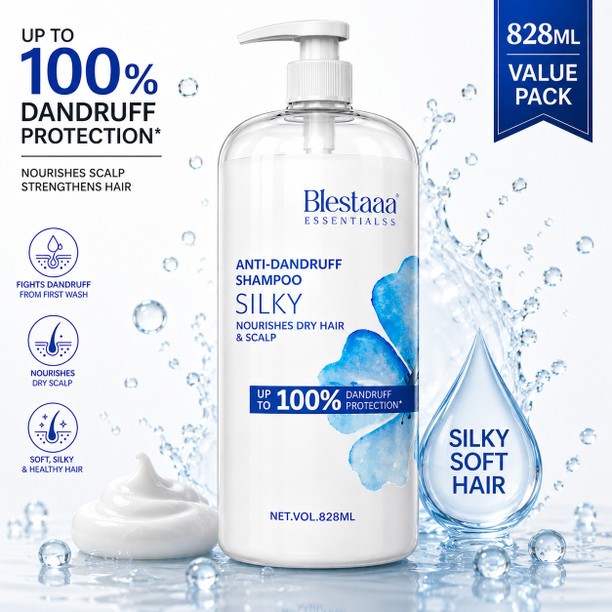 UP TO
100%
DANDRUFF
PROTECTION*
NOURISHES SCALP
STRENGTHENS HAIR
FIGHTS DANDRUFF
FROM FIRST WASH
NOURISHES
DRY SCALP
SOFT, SILKY
& HEALTHY HAIR
828ML
VALUE
PACK
Blestaaa®
ESSENTIALSS
ANTI-DANDRUFF
SHAMPOO
SILKY
NOURISHES DRY HAIR
& SCALP
UP TO 100% DANDRUFF PROTECTION*
NET.VOL.828ML
SILKY
SOFT
HAIR